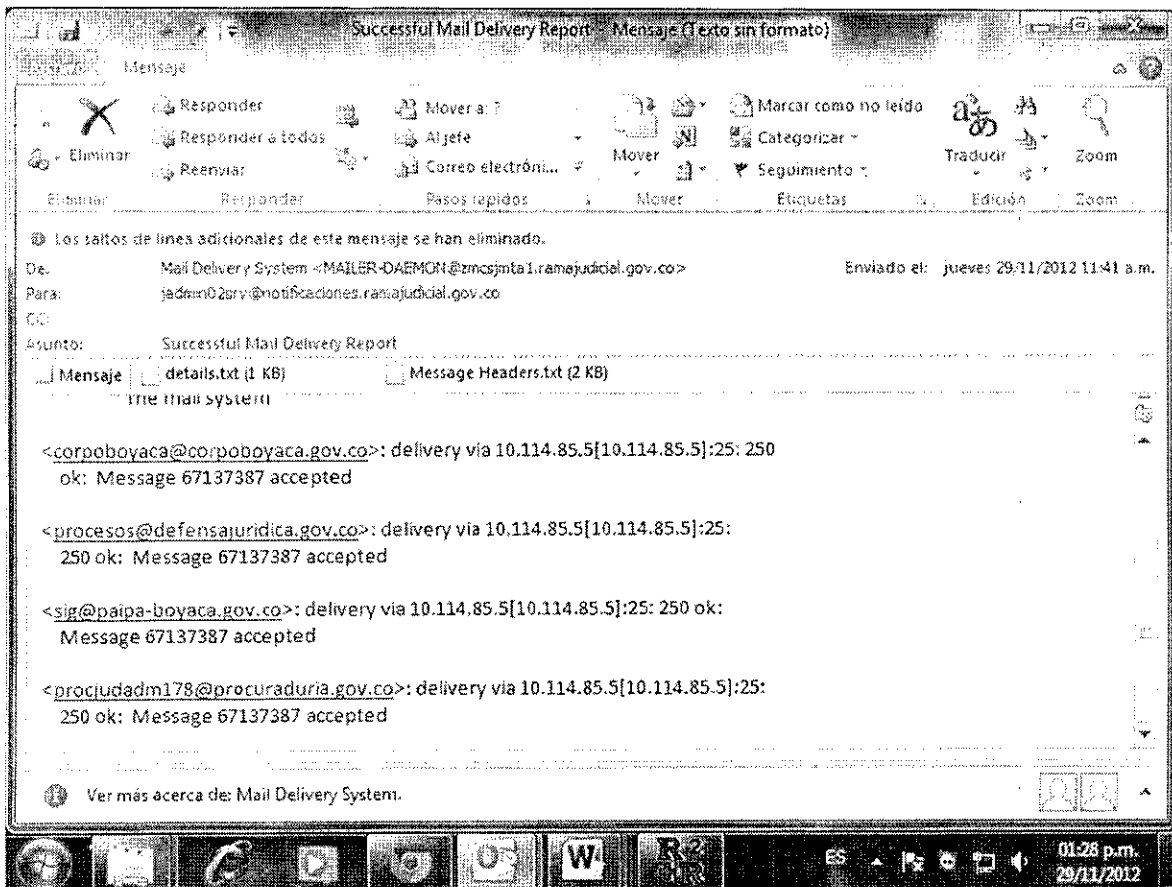 Successful Mail Delivery Report - Mensaje (Texto sin formato)
Mensaje
Eliminar
Responder
Responder a todos
Reenviar
Mover a: ?
Al jefe
Correo electróni...
Mover
Marcar como no leído
Categorizar
Seguimiento
Traducir
Zoom
Eliminar
Responder
Pasos rápidos
Mover
Etiquetas
Edición
Zoom
Los saltos de línea adicionales de este mensaje se han eliminado.
De: Mail Delivery System <MAILER-DAEMON@zmcsjmta1.ramajudicial.gov.co> Enviado el: jueves 29/11/2012 11:41 a.m.
Para: jadmin02srv@notificaciones.ramajudicial.gov.co
CC:
Asunto: Successful Mail Delivery Report
Mensaje details.txt (1 KB) Message Headers.txt (2 KB)
The mail system
<corpoboyaca@corpoboyaca.gov.co>: delivery via 10.114.85.5[10.114.85.5]:25: 250
ok: Message 67137387 accepted
<procesos@defensajuridica.gov.co>: delivery via 10.114.85.5[10.114.85.5]:25:
250 ok: Message 67137387 accepted
<sig@paipa-boyaca.gov.co>: delivery via 10.114.85.5[10.114.85.5]:25: 250 ok:
Message 67137387 accepted
<procjudadm178@procuraduria.gov.co>: delivery via 10.114.85.5[10.114.85.5]:25:
250 ok: Message 67137387 accepted
Ver más acerca de: Mail Delivery System.
ES
01:28 p.m.
29/11/2012